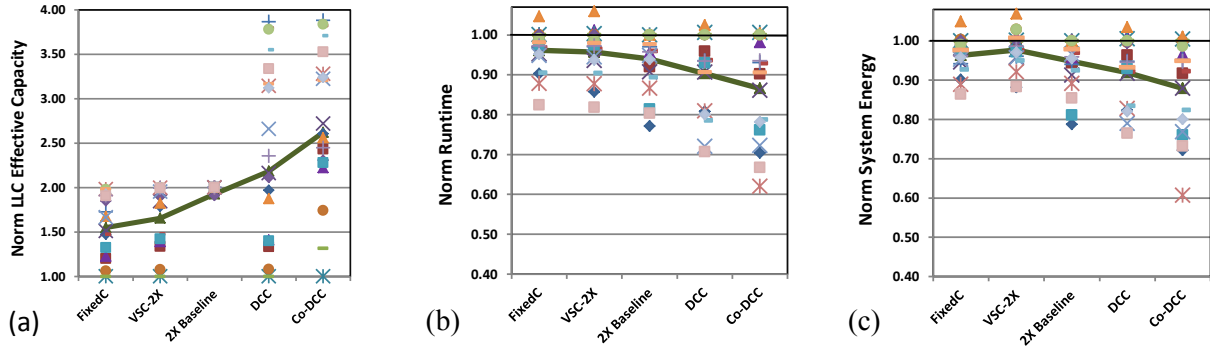 Norm LLC Effective Capacity
4.00
3.50
3.00
2.50
2.00
1.50
1.00
FixedC
VSC-2X
2X Baseline
DCC
Co-DCC
(a)
Norm Runtime
1.00
0.90
0.80
0.70
0.60
0.50
0.40
FixedC
VSC-2X
2X Baseline
DCC
Co-DCC
(b)
Norm System Energy
1.00
0.90
0.80
0.70
0.60
0.50
0.40
FixedC
VSC-2X
2X Baseline
DCC
Co-DCC
(c)